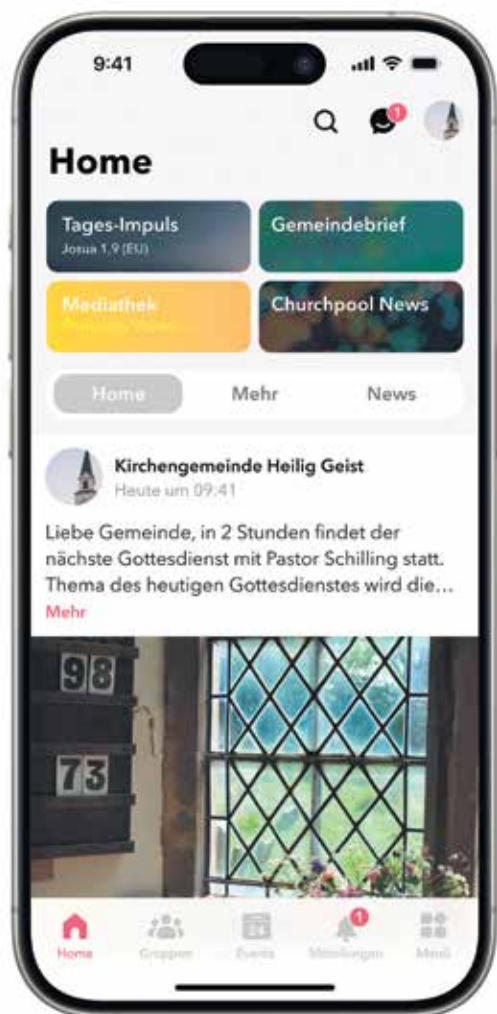 9:41
1
Home
Tages-Impuls
Josua 1,9 (EU)
Gemeindebrief
Mediathek
Churchpool News
Home
Mehr
News
Kirchengemeinde Heilig Geist
Heute um 09:41
Liebe Gemeinde, in 2 Stunden findet der
nächste Gottesdienst mit Pastor Schilling statt.
Thema des heutigen Gottesdienstes wird die...
Mehr
98
73
1
Home
Gruppen
Events
Mitteilungen
Menü